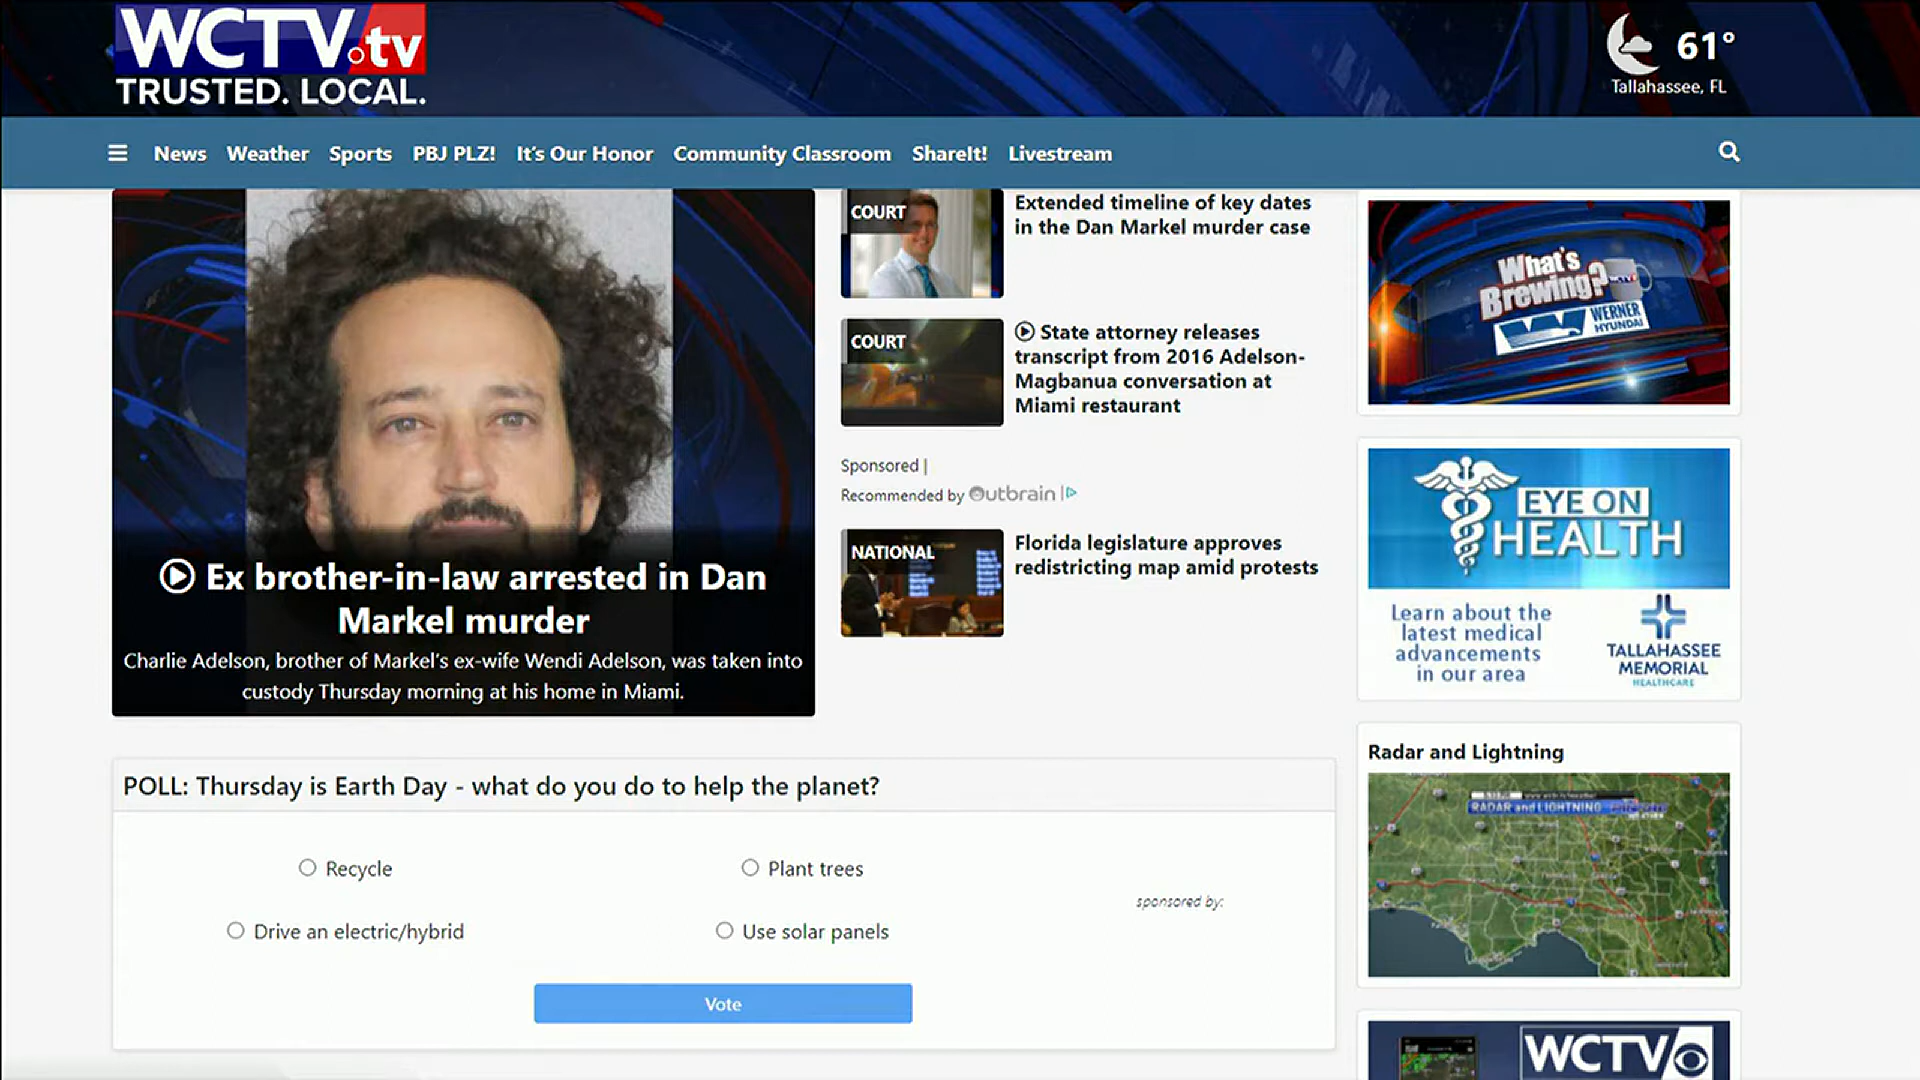 WCTV.tv
TRUSTED. LOCAL.
61°
Tallahassee, FL
News Weather Sports PBJ PLZ! It's Our Honor Community Classroom ShareIt! Livestream
Ex brother-in-law arrested in Dan
Markel murder
Charlie Adelson, brother of Markel's ex-wife Wendi Adelson, was taken into
custody Thursday morning at his home in Miami.
COURT
Extended timeline of key dates
in the Dan Markel murder case
COURT
State attorney releases
transcript from 2016 Adelson-
Magbanua conversation at
Miami restaurant
Sponsored |
Recommended by Outbrain
NATIONAL
Florida legislature approves
redistricting map amid protests
What's
Brewing?
WCTV
WERNER
HYUNDAI
EYE ON
HEALTH
Learn about the
latest medical
advancements
in our area
TALLAHASSEE
MEMORIAL
HEALTHCARE
POLL: Thursday is Earth Day - what do you do to help the planet?
Recycle
Plant trees
Drive an electric/hybrid
Use solar panels
sponsored by:
Vote
Radar and Lightning
RADAR and LIGHTNING
WCTV